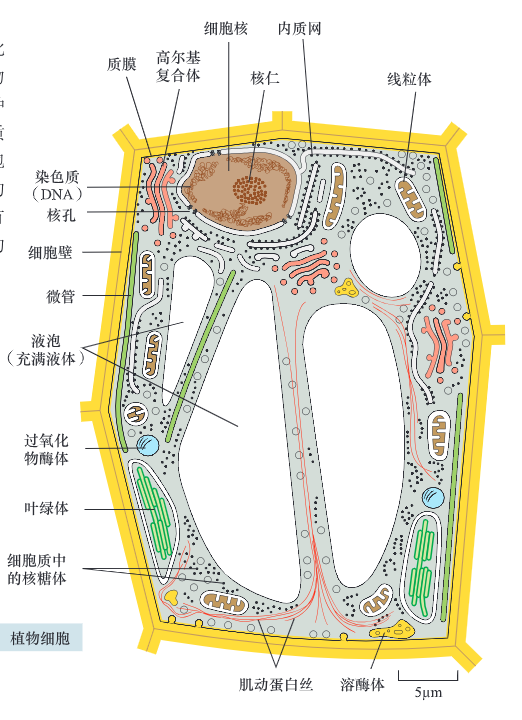 细胞核
内质网
质膜
高尔基
复合体
核仁
线粒体
染色质
（DNA）
核孔
细胞壁
微管
液泡
（充满液体）
过氧化
物酶体
叶绿体
细胞质中
的核糖体
植物细胞
肌动蛋白丝
溶酶体
5μm